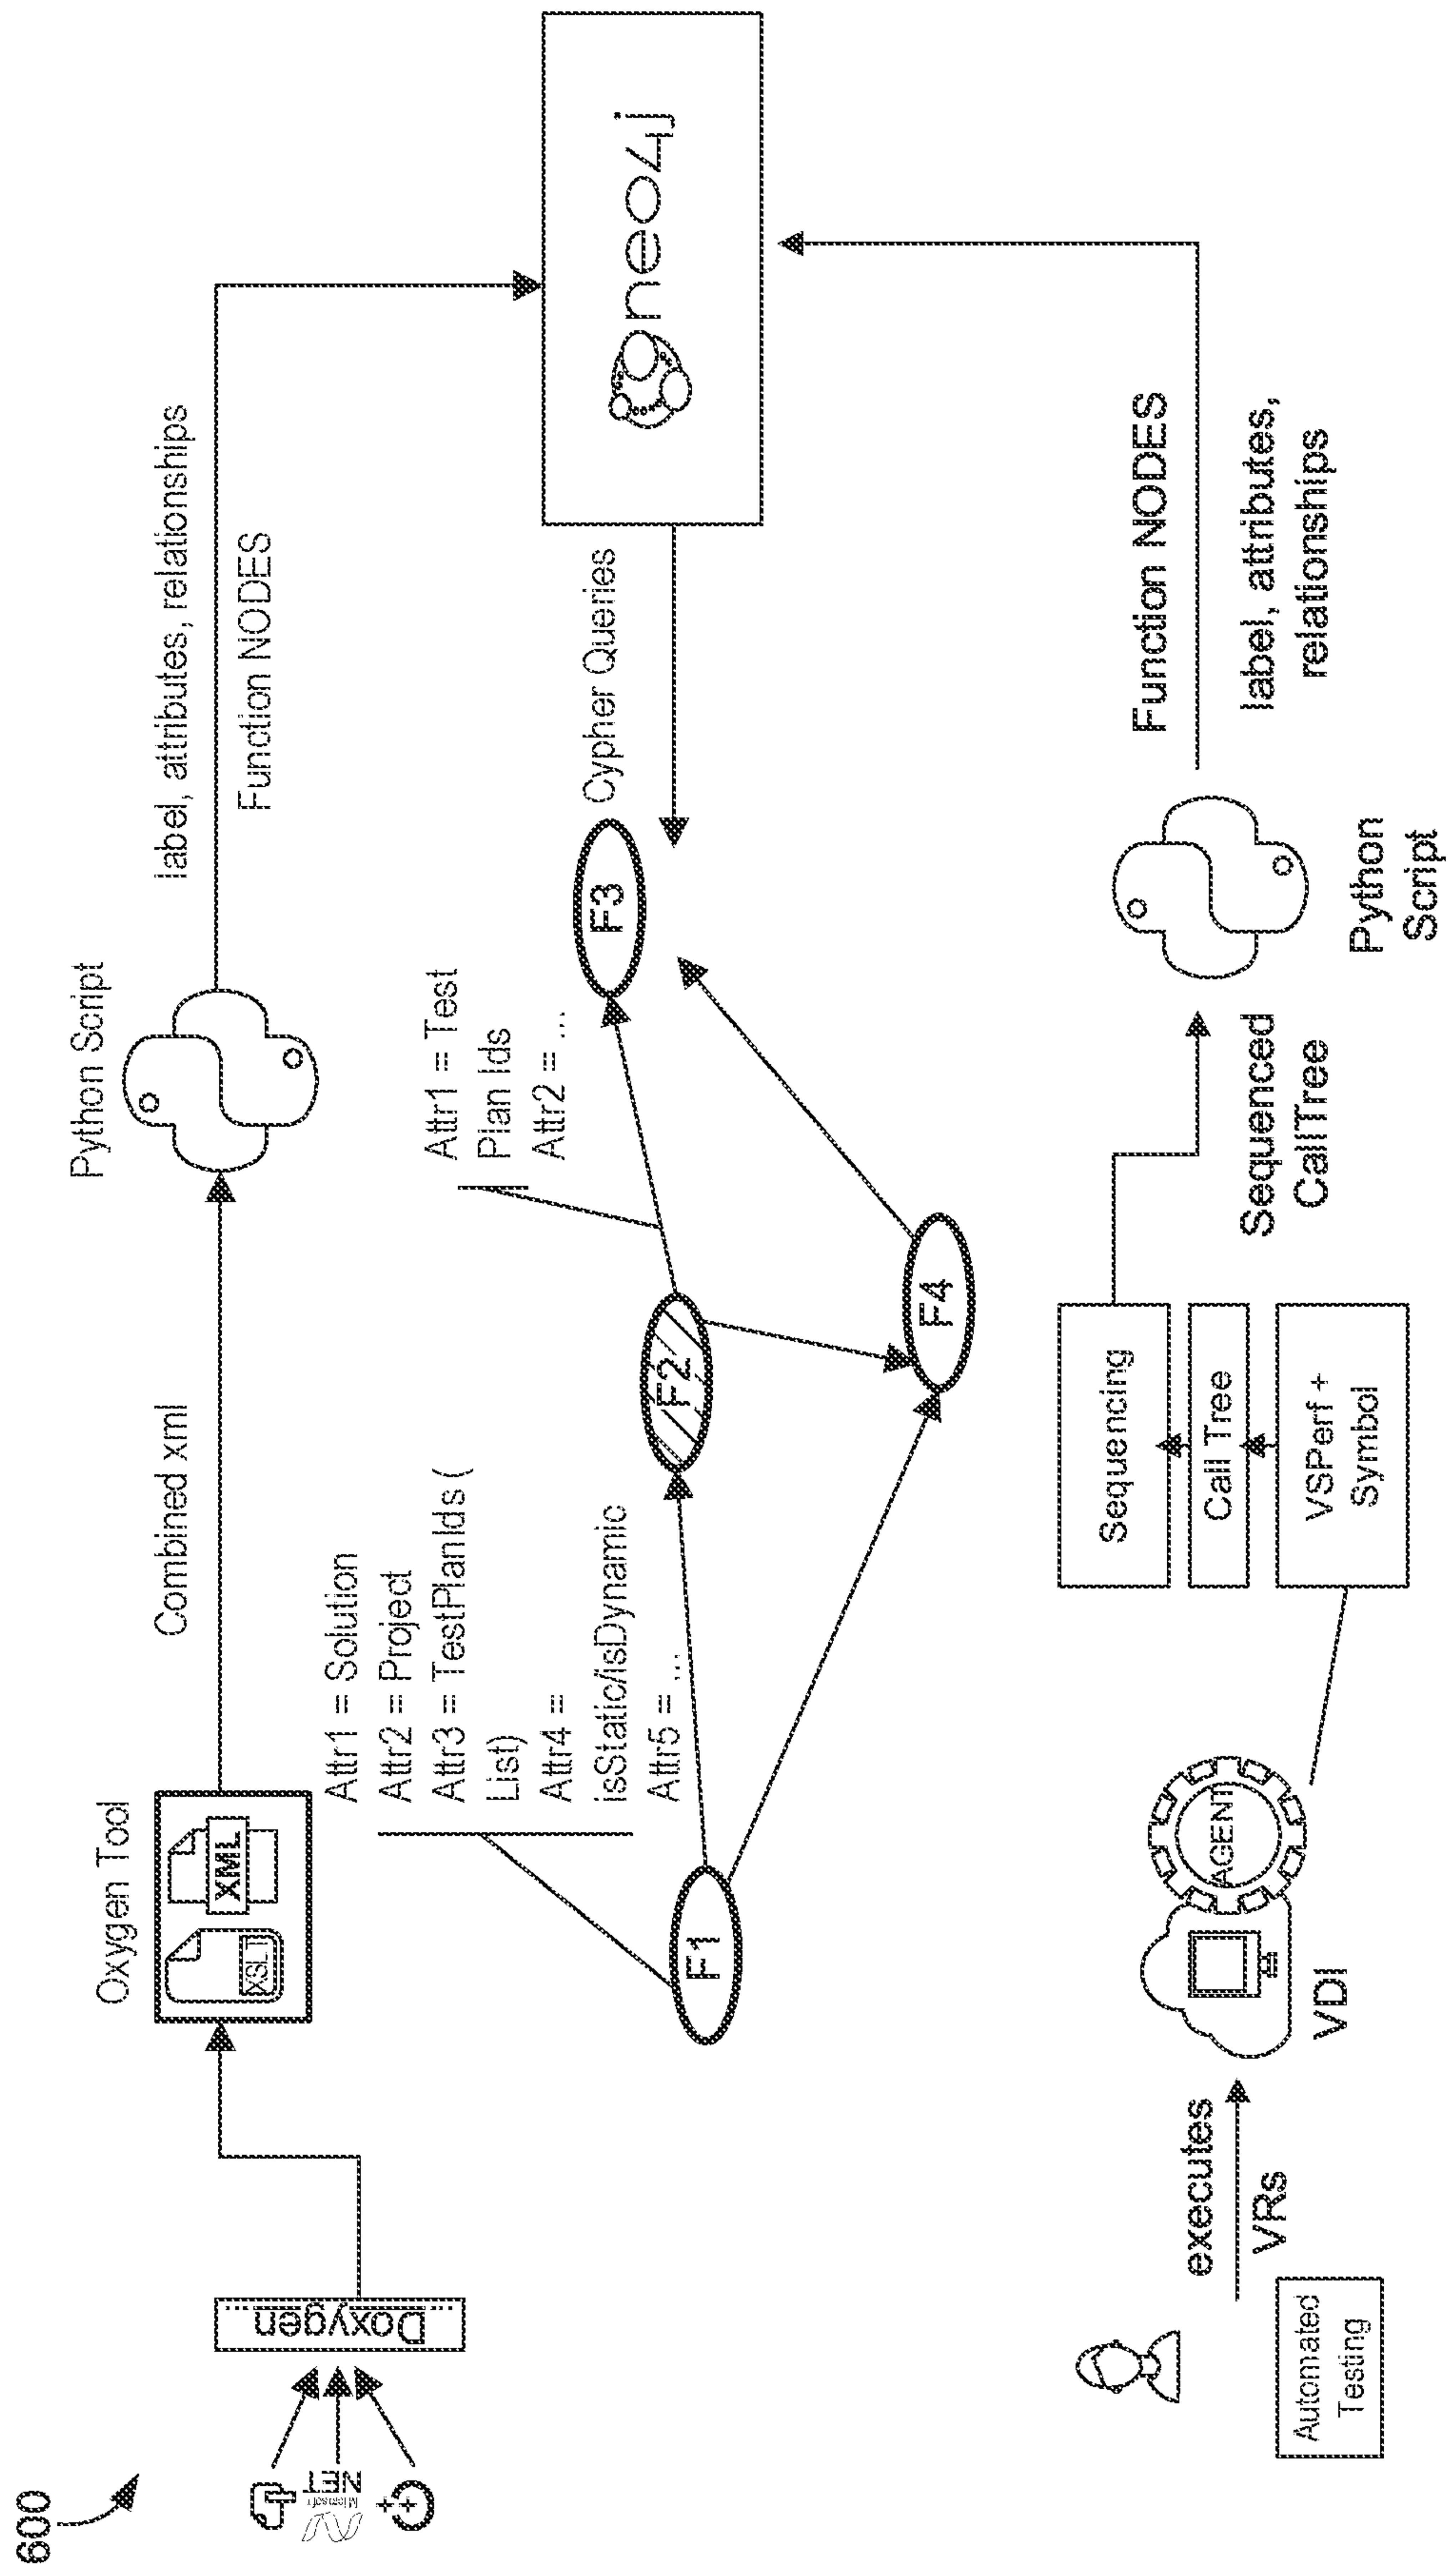 600
Microsoft
.NET
C++
Doxygen
Oxygen Tool
XSLT
XML
Combined xml
Python Script
label, attributes, relationships
Function NODES
neo4j
Cypher Queries
Attr1 = Solution
Attr2 = Project
Attr3 = TestPlanIds (
List)
Attr4 =
isStatic/isDynamic
Attr5 = ...
Attr1 = Test
Plan Ids
Attr2 = ...
F1
F2
F3
F4
Automated
Testing
executes
VRs
VDI
AGENT
Sequencing
Call Tree
VSPerf +
Symbol
Sequenced
CallTree
Python
Script
Function NODES
label, attributes,
relationships